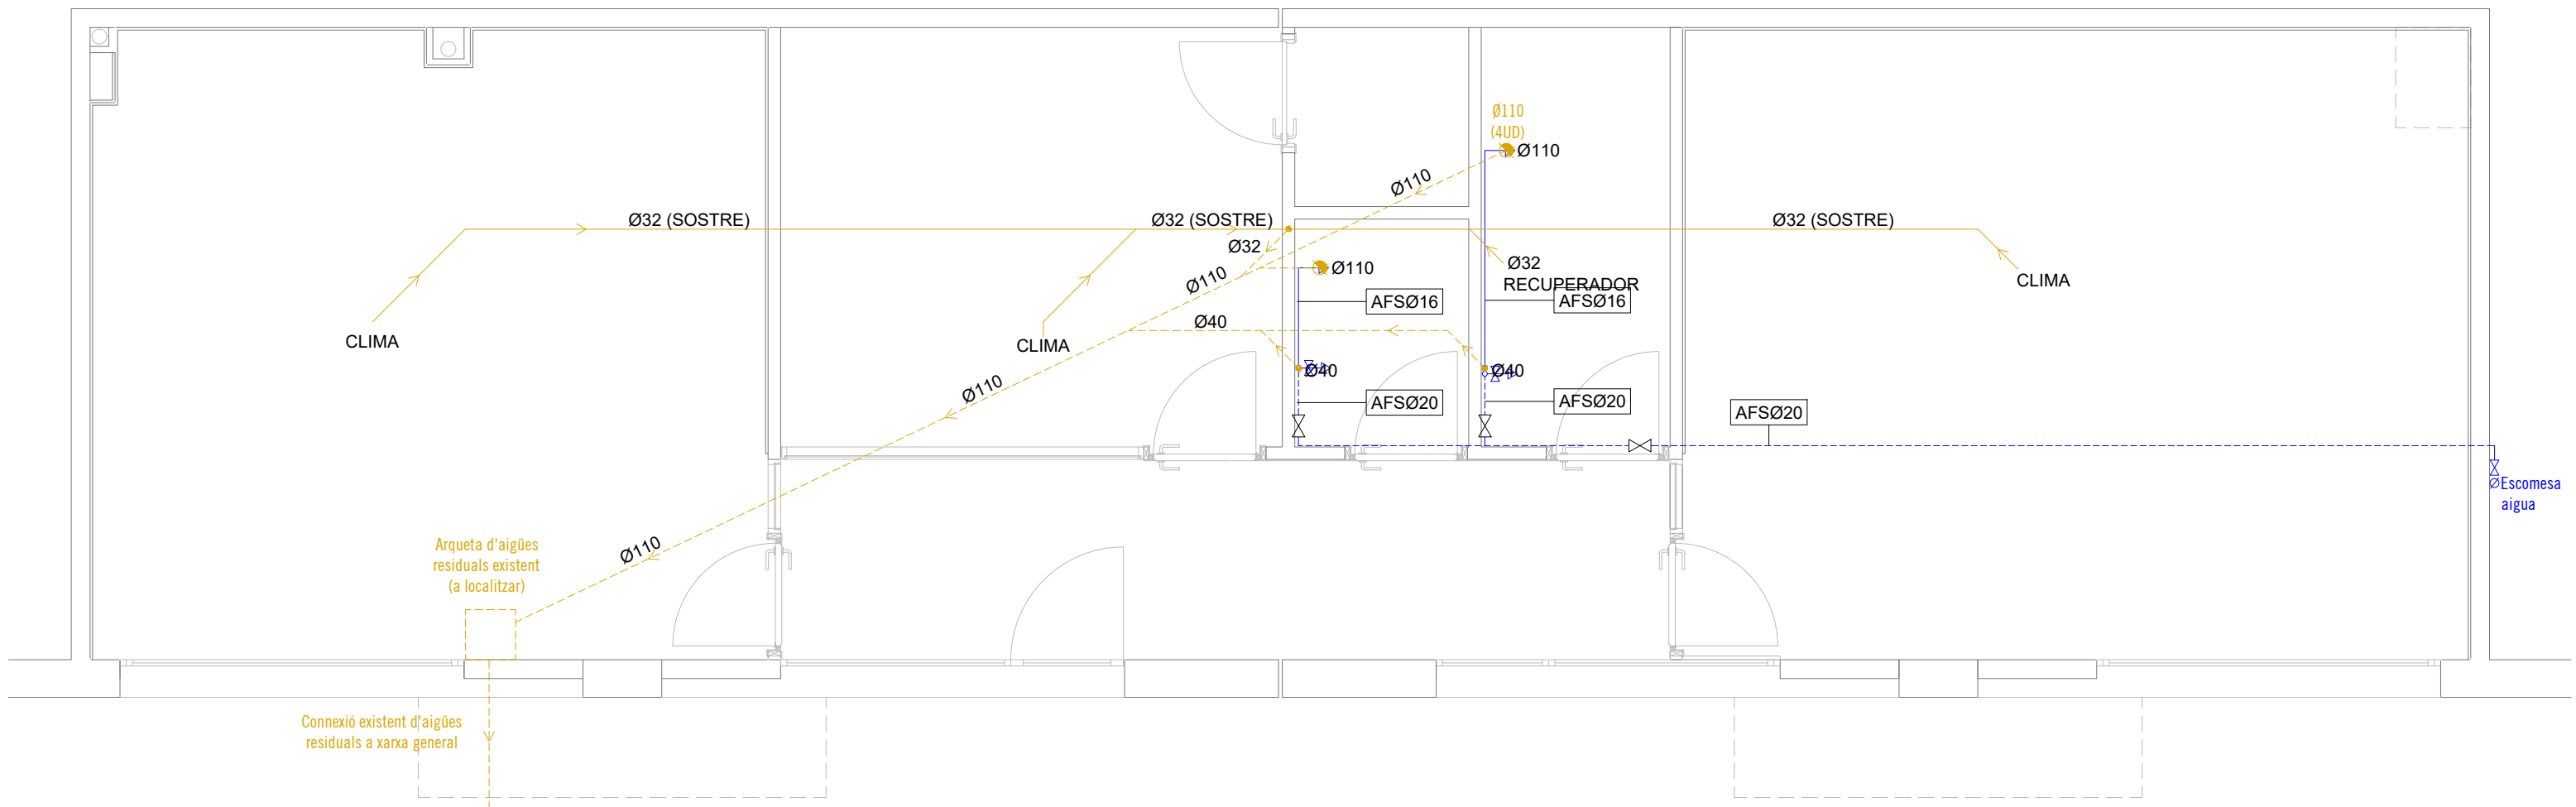 Ø110
(4UD)
Ø110
Ø110
Ø32 (SOSTRE)
Ø32 (SOSTRE)
Ø32 (SOSTRE)
Ø32
Ø110
Ø110
Ø32
RECUPERADOR
CLIMA
AFSØ16
AFSØ16
Ø40
CLIMA
CLIMA
Ø40
Ø40
Ø110
AFSØ20
AFSØ20
AFSØ20
ØEscomesa
aigua
Ø110
Arqueta d'aigües
residuals existent
(a localitzar)
Connexió existent d'aigües
residuals a xarxa general